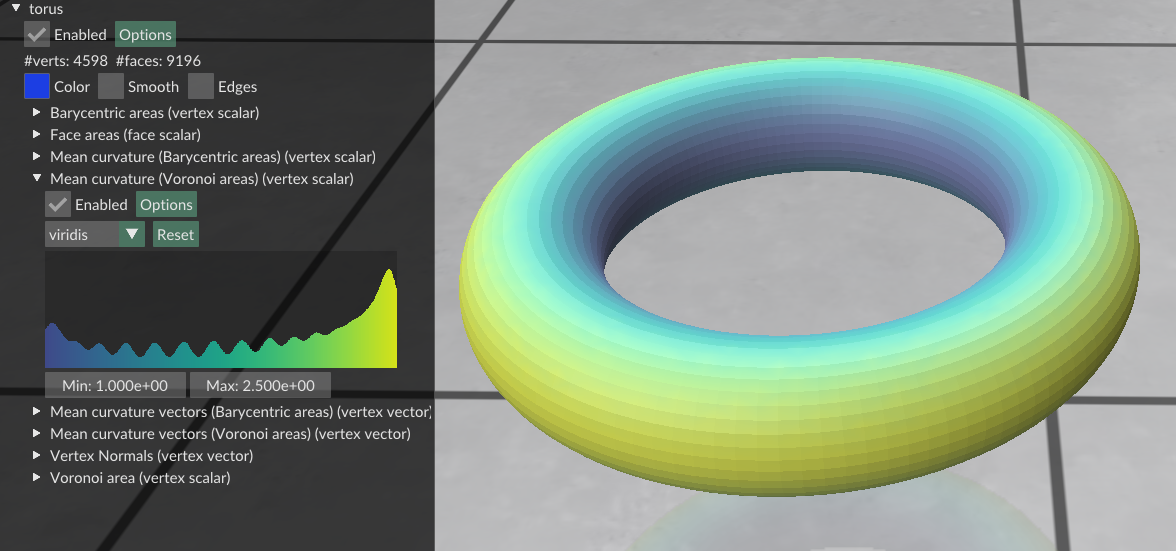 torus
Enabled Options
#verts: 4598 #faces: 9196
Color Smooth Edges
Barycentric areas (vertex scalar)
Face areas (face scalar)
Mean curvature (Barycentric areas) (vertex scalar)
Mean curvature (Voronoi areas) (vertex scalar)
Enabled Options
viridis Reset
Min: 1.000e+00 Max: 2.500e+00
Mean curvature vectors (Barycentric areas) (vertex vector)
Mean curvature vectors (Voronoi areas) (vertex vector)
Vertex Normals (vertex vector)
Voronoi area (vertex scalar)